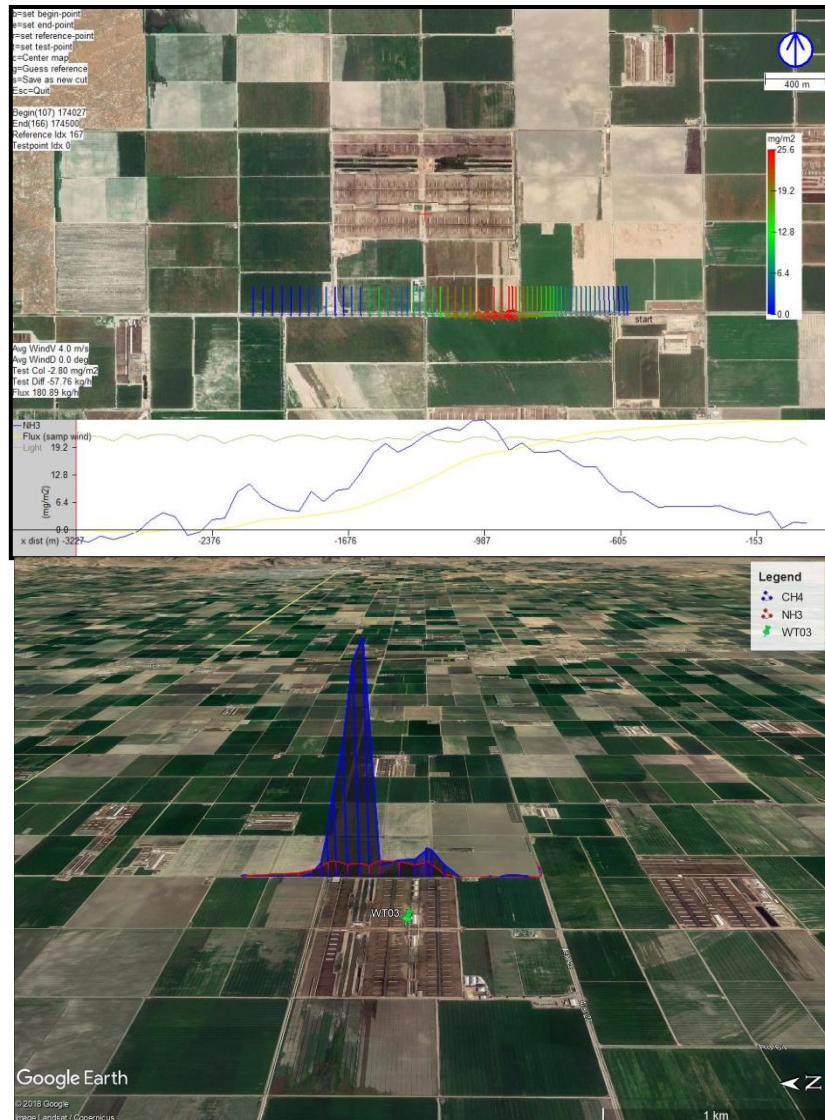 b=set begin-point
e=set end-point
r=set reference-point
t=set test-point
c=Center map
g=Guess reference
s=Save as new cut
Esc=Quit
Begin(107) 174027
End(166) 174500
Reference Idx 167
Testpoint Idx 0
400 m
mg/m2
25.6
19.2
12.8
6.4
0.0
start
Avg WindV 4.0 m/s
Avg WindD 0.0 deg
Test Col -2.80 mg/m2
Test Diff -57.76 kg/h
Flux 180.89 kg/h
NH3
Flux (samp wind)
Light
19.2
12.8
6.4
0.0
(mg/m2)
x dist (m) -3227 -2376 -1676 -987 -605 -153
Legend
CH4
NH3
WT03
WT03
Google Earth
© 2018 Google
Image Landsat / Copernicus
N
1 km